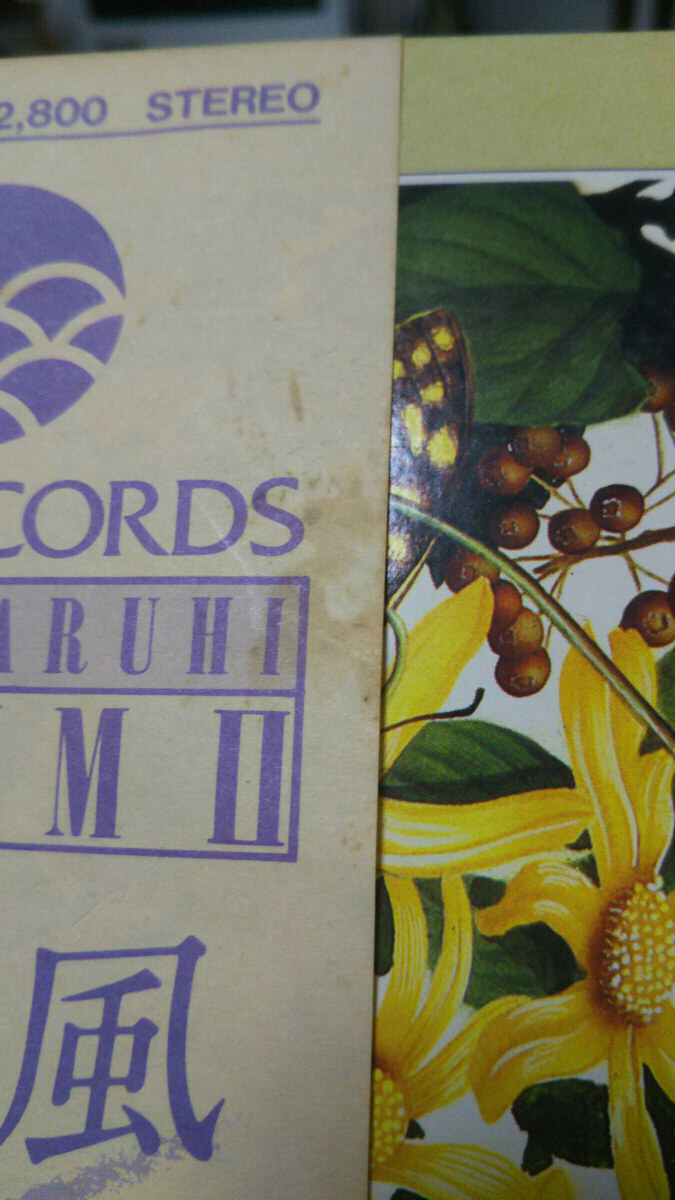 2,800 STEREO
CORDS
ARUHI
M II
風